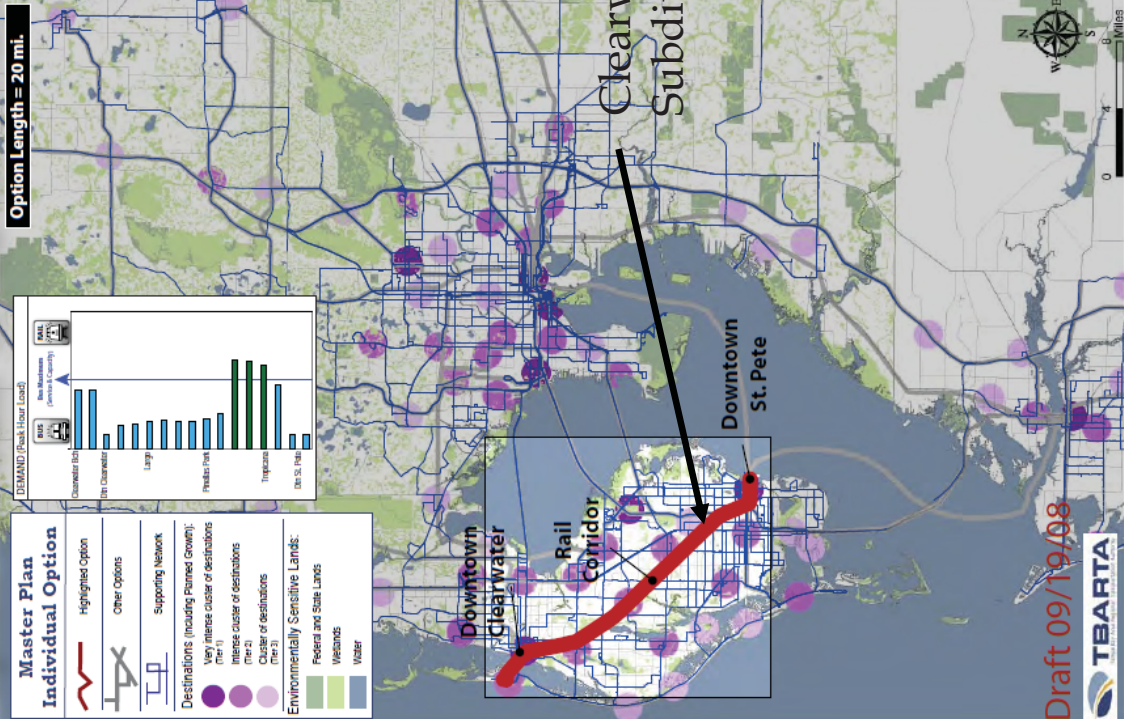 Option Length = 20 mi.
Master Plan
Individual Option
Highlighted Option
Other Options
Supporting Network
Destinations (Including Planned Growth):
Very intense cluster of destinations
(Tier 1)
Intense cluster of destinations
(Tier 2)
Cluster of destinations
(Tier 3)
Environmentally Sensitive Lands:
Federal and State Lands
Wetlands
Water
DEMAND (Peak Hour Load)
BUS
Bus Maximum
(Service & Capacity)
RAIL
Clearwater Bch
Dtn Clearwater
Largo
Pinellas Park
Tropicana
Dtn St. Pete
Clearw
Subdi
Downtown
Clearwater
Rail
Corridor
Downtown
St. Pete
N
E
S
W
0 4 8
Miles
Draft 09/19/08
TBARTA